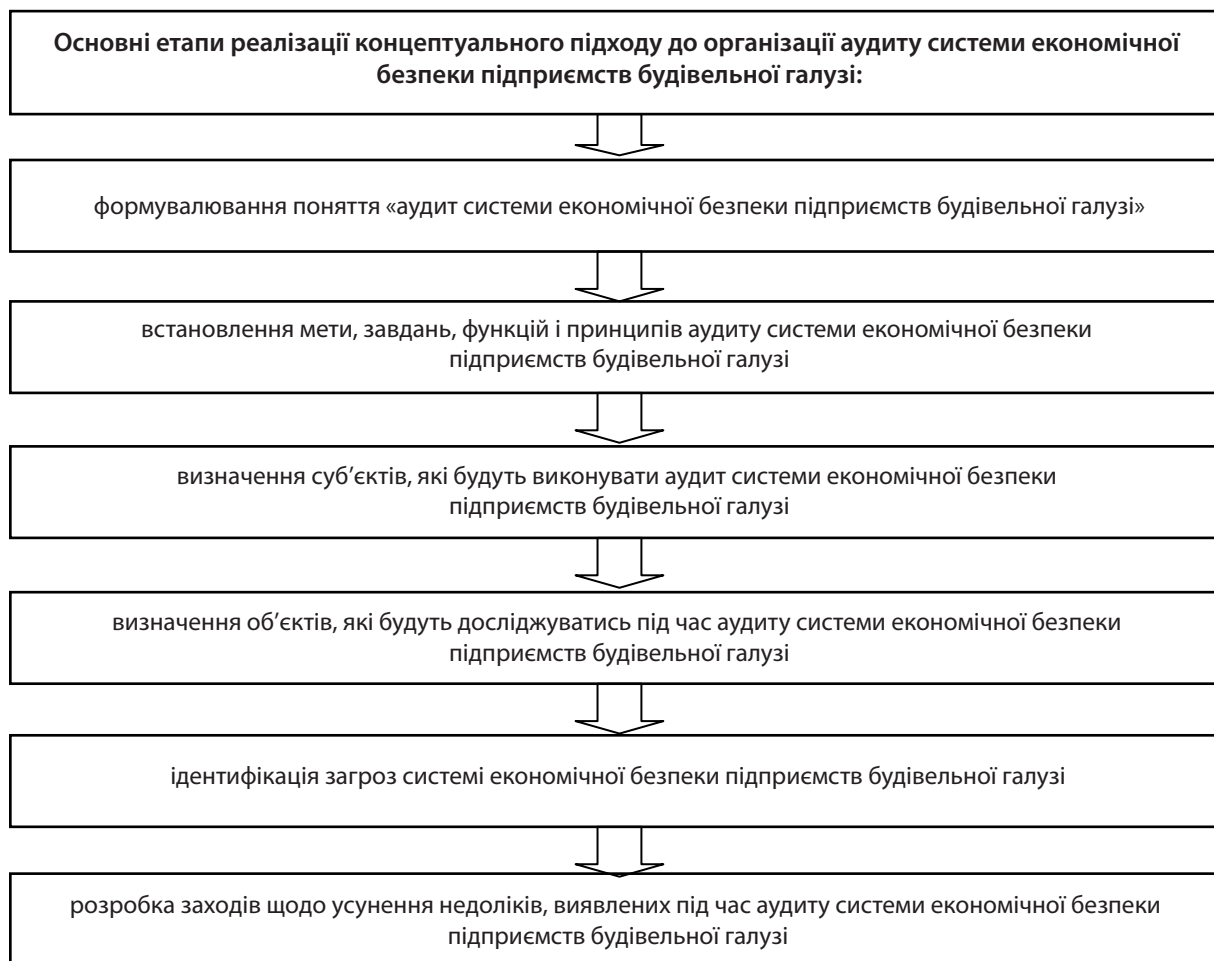 Основні етапи реалізації концептуального підходу до організації аудиту системи економічної
безпеки підприємств будівельної галузі:
формувалювання поняття «аудит системи економічної безпеки підприємств будівельної галузі»
встановлення мети, завдань, функцій і принципів аудиту системи економічної безпеки
підприємств будівельної галузі
визначення суб’єктів, які будуть виконувати аудит системи економічної безпеки
підприємств будівельної галузі
визначення об’єктів, які будуть досліджуватись під час аудиту системи економічної безпеки
підприємств будівельної галузі
ідентифікація загроз системі економічної безпеки підприємств будівельної галузі
розробка заходів щодо усунення недоліків, виявлених під час аудиту системи економічної безпеки
підприємств будівельної галузі